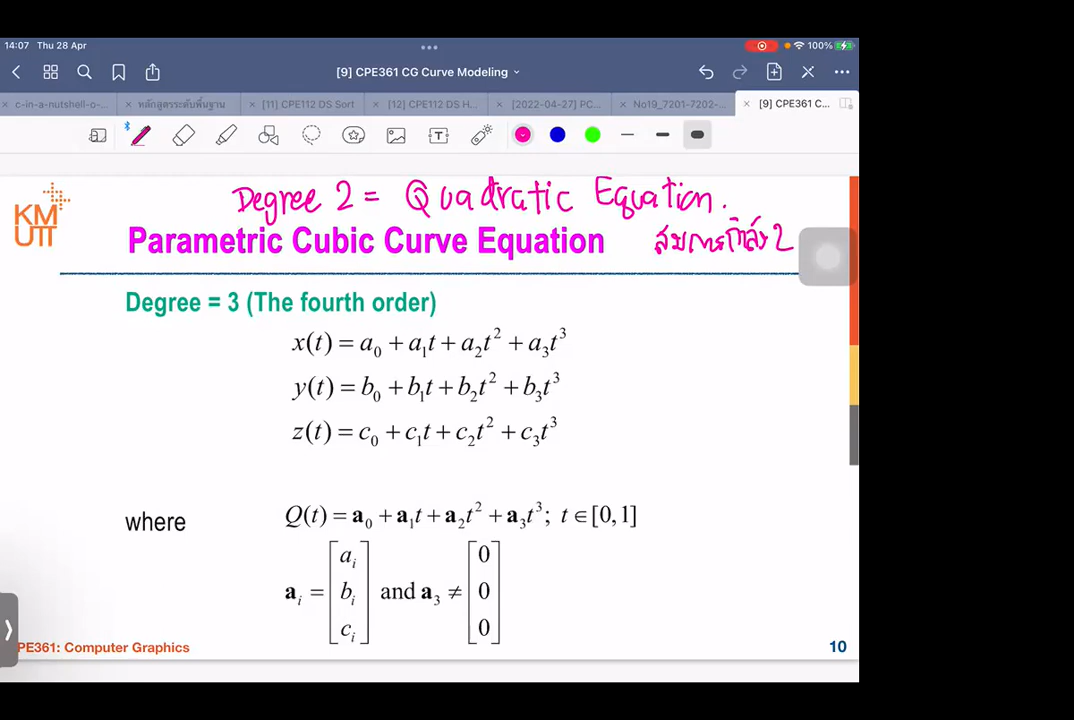 14:07 Thu 28 Apr
100%
[9] CPE361 CG Curve Modeling
c-in-a-nutshell-o-...
หลักสูตรระดับพื้นฐาน
[11] CPE112 DS Sort
[12] CPE112 DS H...
[2022-04-27] PC...
No19_7201-7202-...
[9] CPE361 C...
Degree 2 = Quadratic Equation.
KM
UTT
Parametric Cubic Curve Equation
สมการกำลัง 2
Degree = 3 (The fourth order)
x(t) = a₀ + a₁t + a₂t² + a₃t³
y(t) = b₀ + b₁t + b₂t² + b₃t³
z(t) = c₀ + c₁t + c₂t² + c₃t³
where
Q(t) = a₀ + a₁t + a₂t² + a₃t³; t ∈ [0,1]
aᵢ = [aᵢ bᵢ cᵢ] and a₃ ≠ [0 0 0]
PE361: Computer Graphics
10